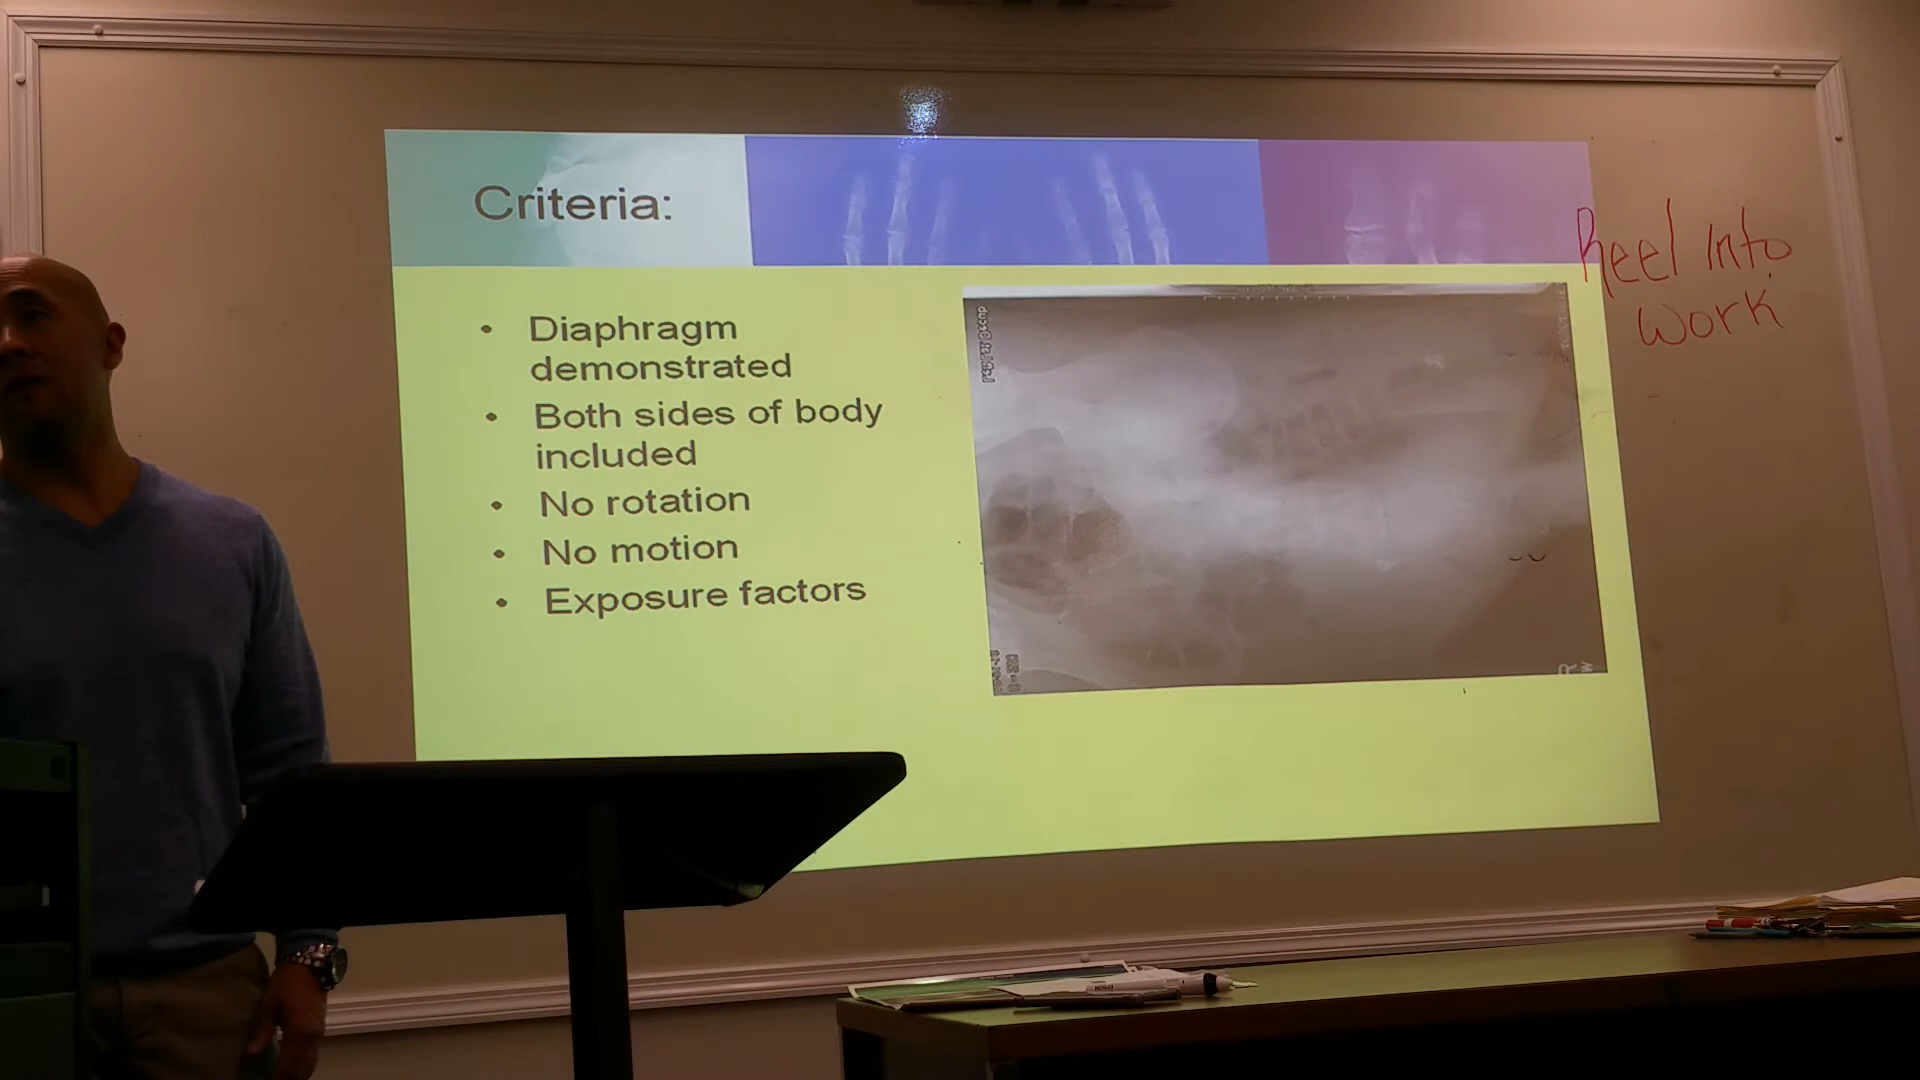 Criteria:
• Diaphragm
demonstrated
• Both sides of body
included
• No rotation
• No motion
• Exposure factors
Reel Into
Work
R
W